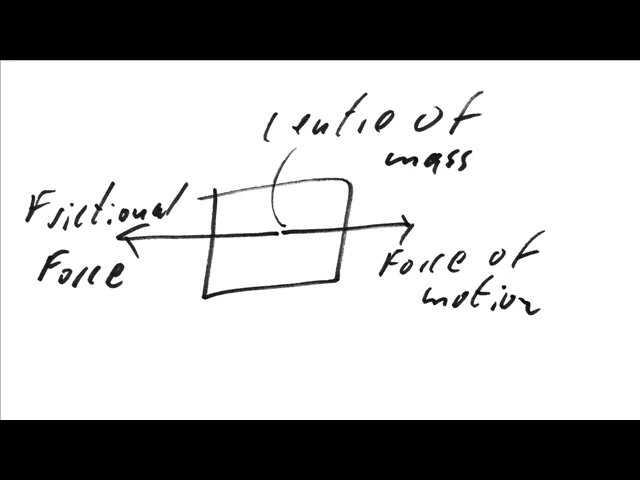 Centre of
mass
Frictional
Force
Force of
motion